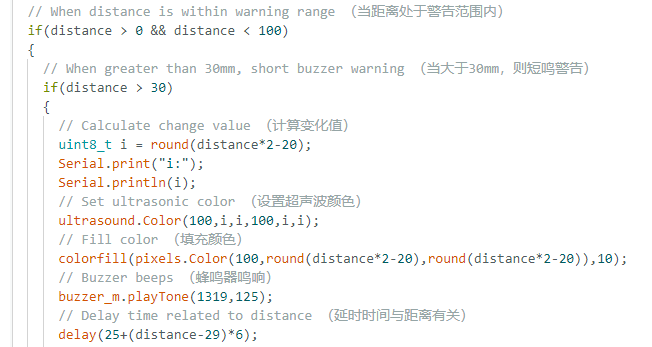 // When distance is within warning range （当距离处于警告范围内）
if(distance > 0 && distance < 100)
{
// When greater than 30mm, short buzzer warning （当大于30mm，则短鸣警告）
if(distance > 30)
{
// Calculate change value （计算变化值）
uint8_t i = round(distance*2-20);
Serial.print("i:");
Serial.println(i);
// Set ultrasonic color （设置超声波颜色）
ultrasound.Color(100,i,i,100,i,i);
// Fill color （填充颜色）
colorfill(pixels.Color(100,round(distance*2-20),round(distance*2-20)),10);
// Buzzer beeps （蜂鸣器鸣响）
buzzer_m.playTone(1319,125);
// Delay time related to distance （延时时间与距离有关）
delay(25+(distance-29)*6);